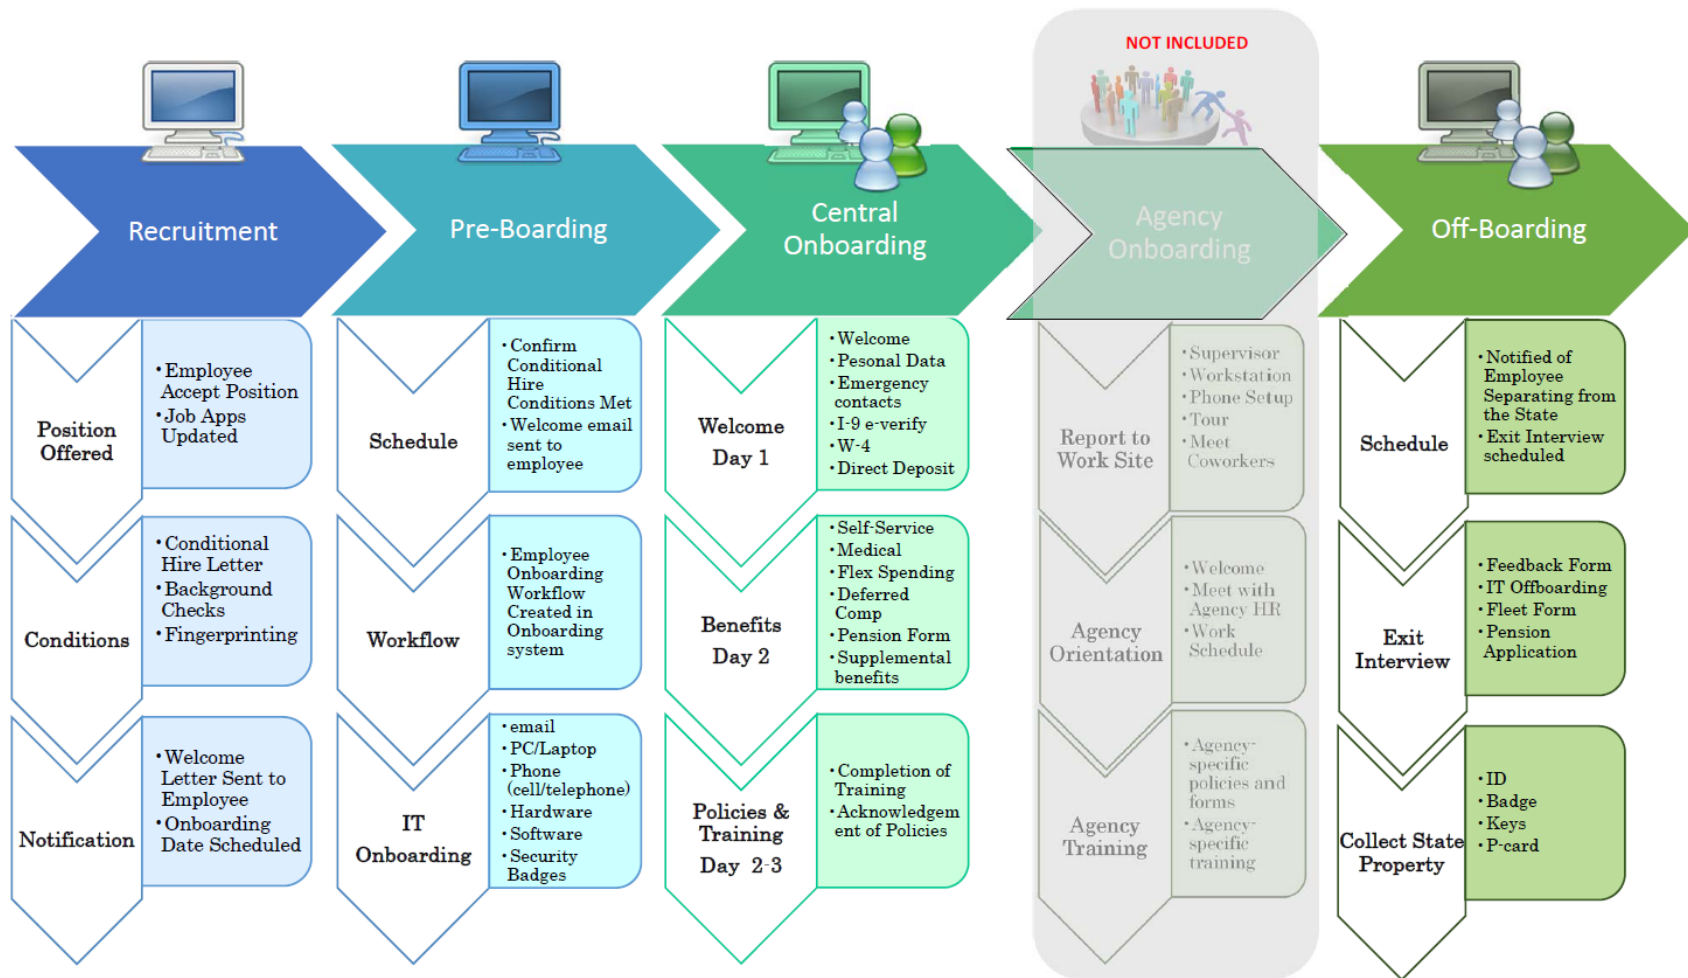 NOT INCLUDED
Recruitment
Pre-Boarding
Central
Onboarding
Agency
Onboarding
Off-Boarding
Position
Offered
• Employee
Accept Position
• Job Apps
Updated
Conditions
• Conditional
Hire Letter
• Background
Checks
• Fingerprinting
Notification
• Welcome
Letter Sent to
Employee
• Onboarding
Date Scheduled
Schedule
• Confirm
Conditional
Hire
Conditions Met
• Welcome email
sent to
employee
Workflow
• Employee
Onboarding
Workflow
Created in
Onboarding
system
IT
Onboarding
• email
• PC/Laptop
• Phone
(cell/telephone)
• Hardware
• Software
• Security
Badges
Welcome
Day 1
• Welcome
• Pesonal Data
• Emergency
contacts
• I-9 e-verify
• W-4
• Direct Deposit
Benefits
Day 2
• Self-Service
• Medical
• Flex Spending
• Deferred
Comp
• Pension Form
• Supplemental
benefits
Policies &
Training
Day 2-3
• Completion of
Training
• Acknowledgem
ent of Policies
Report to
Work Site
• Supervisor
• Workstation
• Phone Setup
• Tour
• Meet
Coworkers
Agency
Orientation
• Welcome
• Meet with
Agency HR
• Work
Schedule
Agency
Training
• Agency-
specific
policies and
forms
• Agency-
specific
training
Schedule
• Notified of
Employee
Separating from
the State
• Exit Interview
scheduled
Exit
Interview
• Feedback Form
• IT Offboarding
• Fleet Form
• Pension
Application
Collect State
Property
• ID
• Badge
• Keys
• P-card